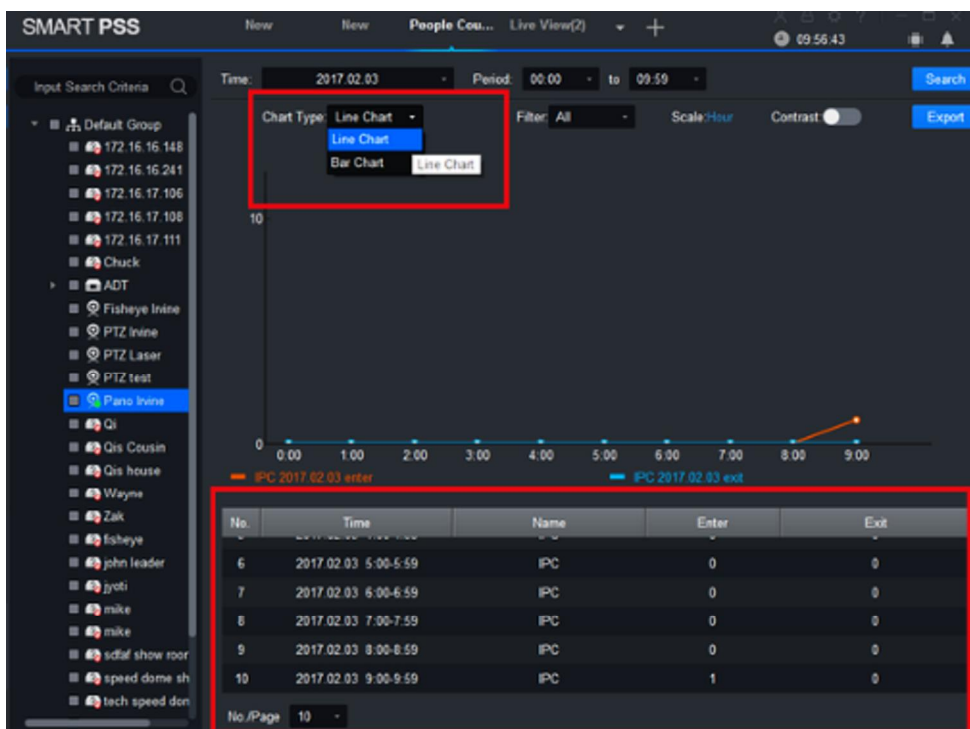 SMART PSS
New New People Cou... Live View(2)
09:56:43
Input Search Criteria
Time: 2017.02.03 Period: 00:00 to 09:59 Search
Chart Type: Line Chart Filter: All Scale:Hour Contrast: Export
Line Chart
Bar Chart Line Chart
Default Group
172.16.16.148
172.16.16.241
172.16.17.106
172.16.17.108
172.16.17.111
Chuck
ADT
Fisheye Irvine
PTZ Irvine
PTZ Laser
PTZ test
Pano Irvine
Qi
Qis Cousin
Qis house
Wayne
Zak
fisheye
john leader
jyoti
mike
mike
sdfaf show roor
speed dome sh
tech speed don
10
0
0:00 1:00 2:00 3:00 4:00 5:00 6:00 7:00 8:00 9:00
IPC 2017.02.03 enter IPC 2017.02.03 exit
No. Time Name Enter Exit
6 2017.02.03 5:00-5:59 IPC 0 0
7 2017.02.03 6:00-6:59 IPC 0 0
8 2017.02.03 7:00-7:59 IPC 0 0
9 2017.02.03 8:00-8:59 IPC 0 0
10 2017.02.03 9:00-9:59 IPC 1 0
No./Page 10